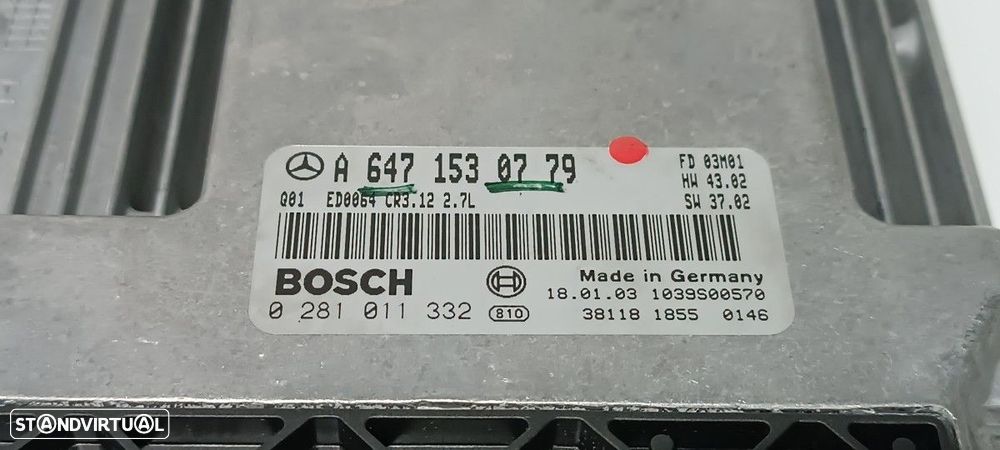 A 647 153 07 79
FD 03M01
HW 43.02
SW 37.02
Q01 ED0064 CR3.12 2.7L
BOSCH
Made in Germany
18.01.03 1039S00570
0 281 011 332 810
38118 1855 0146
STANDVIRTUAL